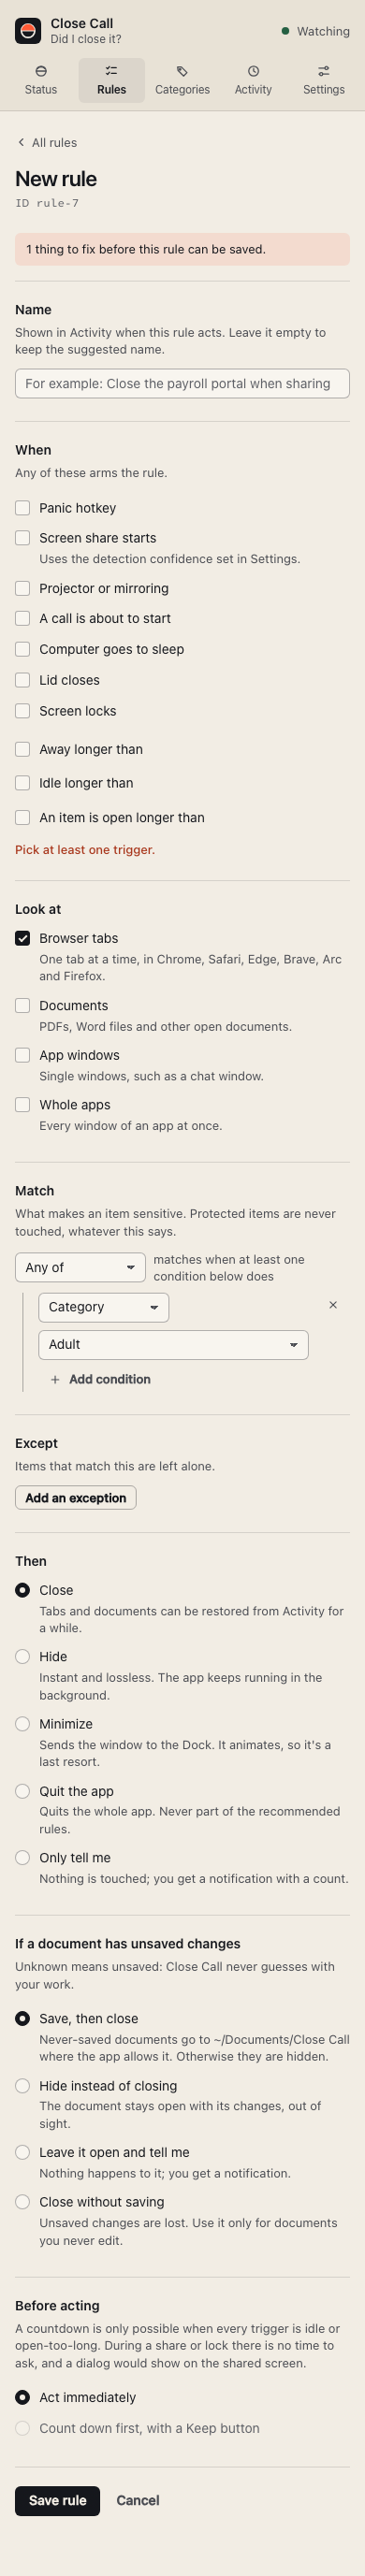 Close Call
Did I close it?
Watching
Status
Rules
Categories
Activity
Settings
All rules
New rule
ID rule-7
1 thing to fix before this rule can be saved.
Name
Shown in Activity when this rule acts. Leave it empty to
keep the suggested name.
For example: Close the payroll portal when sharing
When
Any of these arms the rule.
Panic hotkey
Screen share starts
Uses the detection confidence set in Settings.
Projector or mirroring
A call is about to start
Computer goes to sleep
Lid closes
Screen locks
Away longer than
Idle longer than
An item is open longer than
Pick at least one trigger.
Look at
Browser tabs
One tab at a time, in Chrome, Safari, Edge, Brave, Arc
and Firefox.
Documents
PDFs, Word files and other open documents.
App windows
Single windows, such as a chat window.
Whole apps
Every window of an app at once.
Match
What makes an item sensitive. Protected items are never
touched, whatever this says.
Any of
matches when at least one
condition below does
Category
Adult
Add condition
Except
Items that match this are left alone.
Add an exception
Then
Close
Tabs and documents can be restored from Activity for
a while.
Hide
Instant and lossless. The app keeps running in the
background.
Minimize
Sends the window to the Dock. It animates, so it's a
last resort.
Quit the app
Quits the whole app. Never part of the recommended
rules.
Only tell me
Nothing is touched; you get a notification with a count.
If a document has unsaved changes
Unknown means unsaved: Close Call never guesses with
your work.
Save, then close
Never-saved documents go to ~/Documents/Close Call
where the app allows it. Otherwise they are hidden.
Hide instead of closing
The document stays open with its changes, out of
sight.
Leave it open and tell me
Nothing happens to it; you get a notification.
Close without saving
Unsaved changes are lost. Use it only for documents
you never edit.
Before acting
A countdown is only possible when every trigger is idle or
open-too-long. During a share or lock there is no time to
ask, and a dialog would show on the shared screen.
Act immediately
Count down first, with a Keep button
Save rule
Cancel